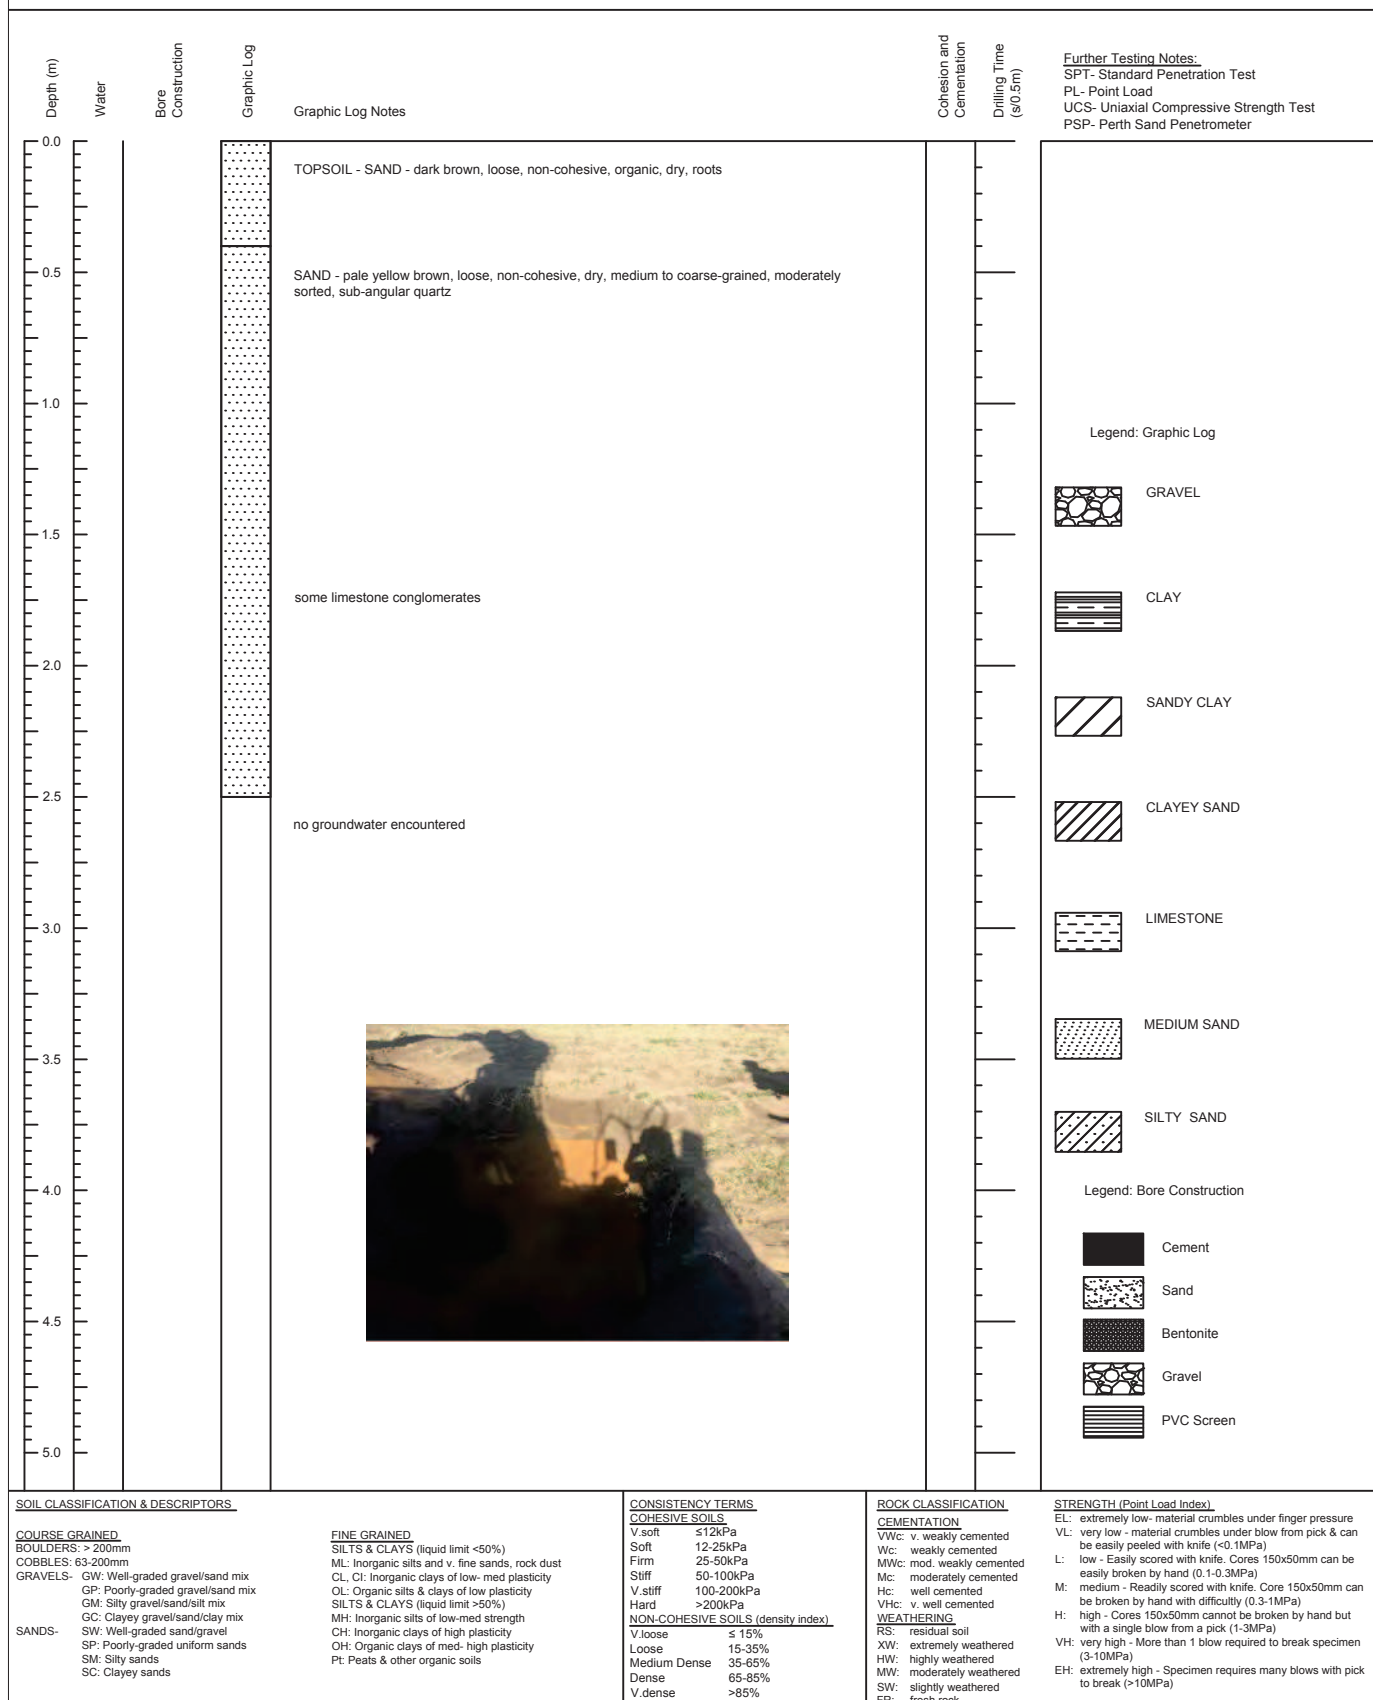 Depth (m)
Water
Bore
Construction
Graphic Log
Graphic Log Notes
Cohesion and
Cementation
Drilling Time
(s/0.5m)
Further Testing Notes:
SPT- Standard Penetration Test
PL- Point Load
UCS- Uniaxial Compressive Strength Test
PSP- Perth Sand Penetrometer
0.0
TOPSOIL - SAND - dark brown, loose, non-cohesive, organic, dry, roots
0.5
SAND - pale yellow brown, loose, non-cohesive, dry, medium to coarse-grained, moderately
sorted, sub-angular quartz
1.0
1.5
some limestone conglomerates
2.0
2.5
no groundwater encountered
3.0
3.5
4.0
4.5
5.0
Legend: Graphic Log
GRAVEL
CLAY
SANDY CLAY
CLAYEY SAND
LIMESTONE
MEDIUM SAND
SILTY SAND
Legend: Bore Construction
Cement
Sand
Bentonite
Gravel
PVC Screen
SOIL CLASSIFICATION & DESCRIPTORS
COURSE GRAINED
BOULDERS: > 200mm
COBBLES: 63-200mm
GRAVELS- GW: Well-graded gravel/sand mix
GP: Poorly-graded gravel/sand mix
GM: Silty gravel/sand/silt mix
GC: Clayey gravel/sand/clay mix
SANDS- SW: Well-graded sand/gravel
SP: Poorly-graded uniform sands
SM: Silty sands
SC: Clayey sands
FINE GRAINED
SILTS & CLAYS (liquid limit <50%)
ML: Inorganic silts and v. fine sands, rock dust
CL, CI: Inorganic clays of low- med plasticity
OL: Organic silts & clays of low plasticity
SILTS & CLAYS (liquid limit >50%)
MH: Inorganic silts of low-med strength
CH: Inorganic clays of high plasticity
OH: Organic clays of med- high plasticity
Pt: Peats & other organic soils
CONSISTENCY TERMS
COHESIVE SOILS
V.soft ≤12kPa
Soft 12-25kPa
Firm 25-50kPa
Stiff 50-100kPa
V.stiff 100-200kPa
Hard >200kPa
NON-COHESIVE SOILS (density index)
V.loose ≤ 15%
Loose 15-35%
Medium Dense 35-65%
Dense 65-85%
V.dense >85%
ROCK CLASSIFICATION
CEMENTATION
VWc: v. weakly cemented
Wc: weakly cemented
MWc: mod. weakly cemented
Mc: moderately cemented
Hc: well cemented
VHc: v. well cemented
WEATHERING
RS: residual soil
XW: extremely weathered
HW: highly weathered
MW: moderately weathered
SW: slightly weathered
FR: fresh rock
STRENGTH (Point Load Index)
EL: extremely low- material crumbles under finger pressure
VL: very low - material crumbles under blow from pick & can
be easily peeled with knife (<0.1MPa)
L: low - Easily scored with knife. Cores 150x50mm can be
easily broken by hand (0.1-0.3MPa)
M: medium - Readily scored with knife. Core 150x50mm can
be broken by hand with difficultly (0.3-1MPa)
H: high - Cores 150x50mm cannot be broken by hand but
with a single blow from a pick (1-3MPa)
VH: very high - More than 1 blow required to break specimen
(3-10MPa)
EH: extremely high - Specimen requires many blows with pick
to break (>10MPa)